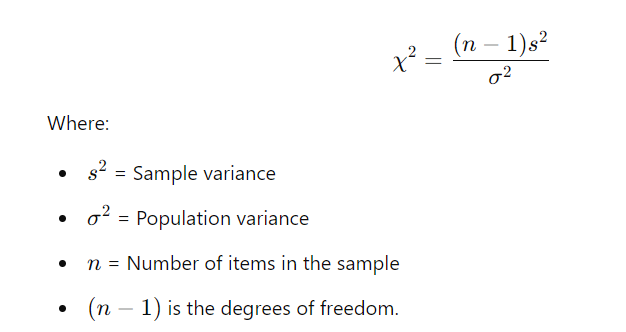 χ² = (n − 1)s² / σ²
Where:
• s² = Sample variance
• σ² = Population variance
• n = Number of items in the sample
• (n − 1) is the degrees of freedom.